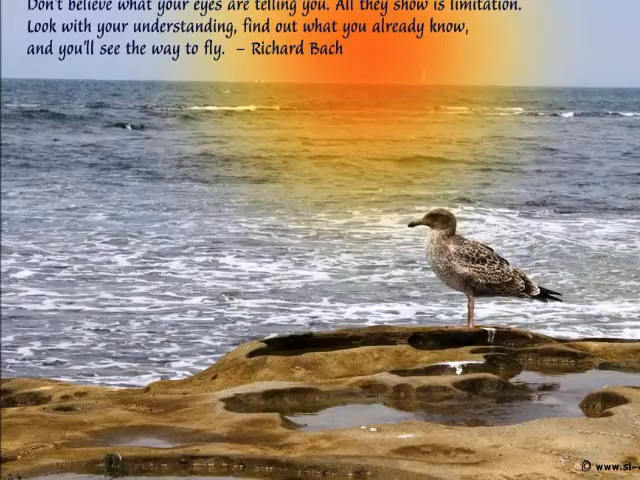 Don't believe what your eyes are telling you. All they show is limitation.
Look with your understanding, find out what you already know,
and you'll see the way to fly. – Richard Bach
© www.sl-